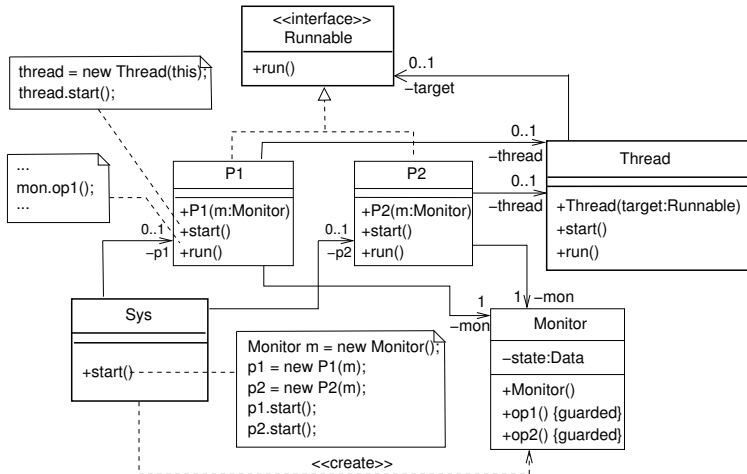 <<interface>>
Runnable
+run()
0..1
−target
thread = new Thread(this);
thread.start();
...
mon.op1();
...
P1
+P1(m:Monitor)
+start()
+run()
P2
+P2(m:Monitor)
+start()
+run()
0..1
−thread
0..1
−thread
Thread
+Thread(target:Runnable)
+start()
+run()
0..1
−p1
0..1
−p2
Sys
+start()
Monitor m = new Monitor();
p1 = new P1(m);
p2 = new P2(m);
p1.start();
p2.start();
1
−mon
1
−mon
Monitor
−state:Data
+Monitor()
+op1() {guarded}
+op2() {guarded}
<<create>>